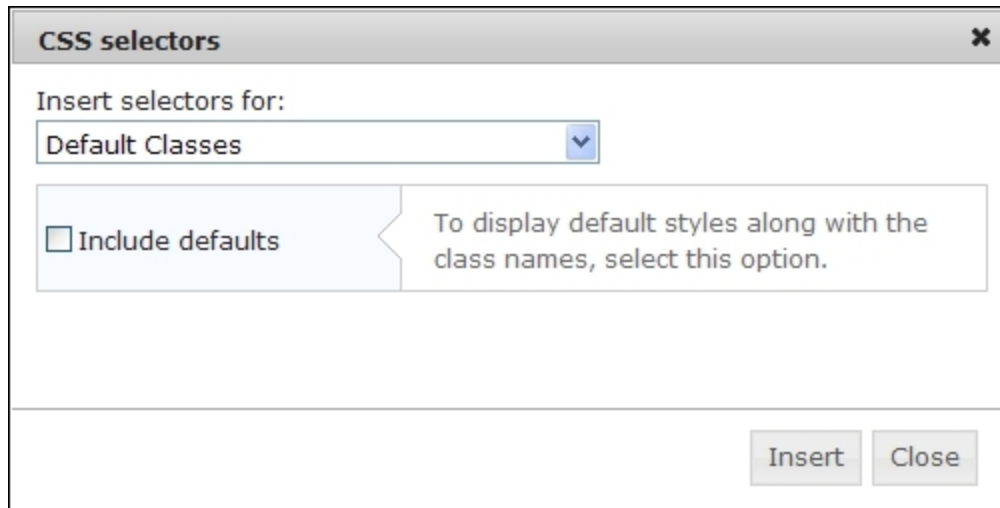 CSS selectors
Insert selectors for:
Default Classes
Include defaults
To display default styles along with the
class names, select this option.
Insert Close